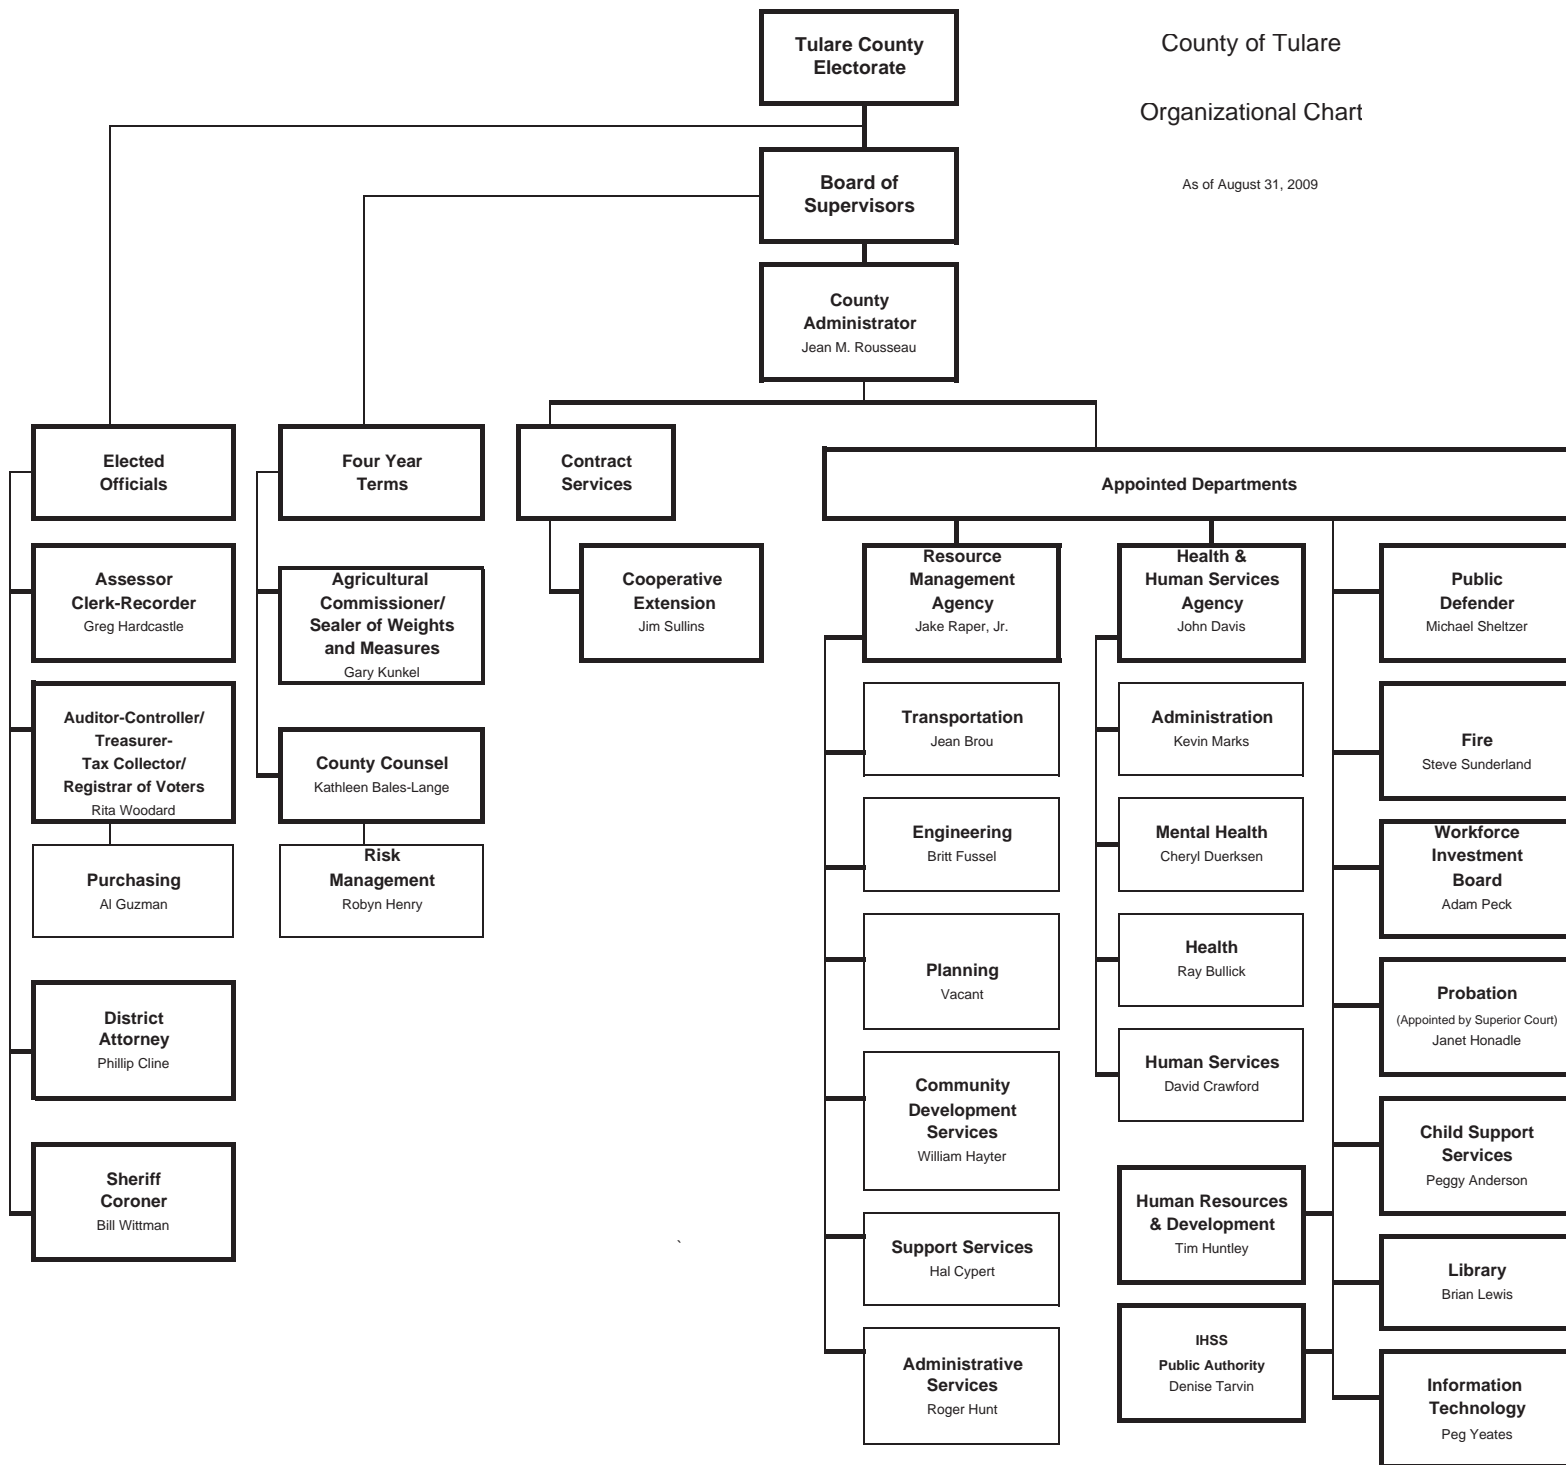 Tulare County
Electorate
County of Tulare
Organizational Chart
As of August 31, 2009
Board of
Supervisors
County
Administrator
Jean M. Rousseau
Elected
Officials
Four Year
Terms
Contract
Services
Appointed Departments
Assessor
Clerk-Recorder
Greg Hardcastle
Auditor-Controller/
Treasurer-
Tax Collector/
Registrar of Voters
Rita Woodard
Purchasing
Al Guzman
District
Attorney
Phillip Cline
Sheriff
Coroner
Bill Wittman
Agricultural
Commissioner/
Sealer of Weights
and Measures
Gary Kunkel
County Counsel
Kathleen Bales-Lange
Risk
Management
Robyn Henry
Cooperative
Extension
Jim Sullins
`
Resource
Management
Agency
Jake Raper, Jr.
Transportation
Jean Brou
Engineering
Britt Fussel
Planning
Vacant
Community
Development
Services
William Hayter
Support Services
Hal Cypert
Administrative
Services
Roger Hunt
Health &
Human Services
Agency
John Davis
Administration
Kevin Marks
Mental Health
Cheryl Duerksen
Health
Ray Bullick
Human Services
David Crawford
Human Resources
& Development
Tim Huntley
IHSS
Public Authority
Denise Tarvin
Public
Defender
Michael Sheltzer
Fire
Steve Sunderland
Workforce
Investment
Board
Adam Peck
Probation
(Appointed by Superior Court)
Janet Honadle
Child Support
Services
Peggy Anderson
Library
Brian Lewis
Information
Technology
Peg Yeates